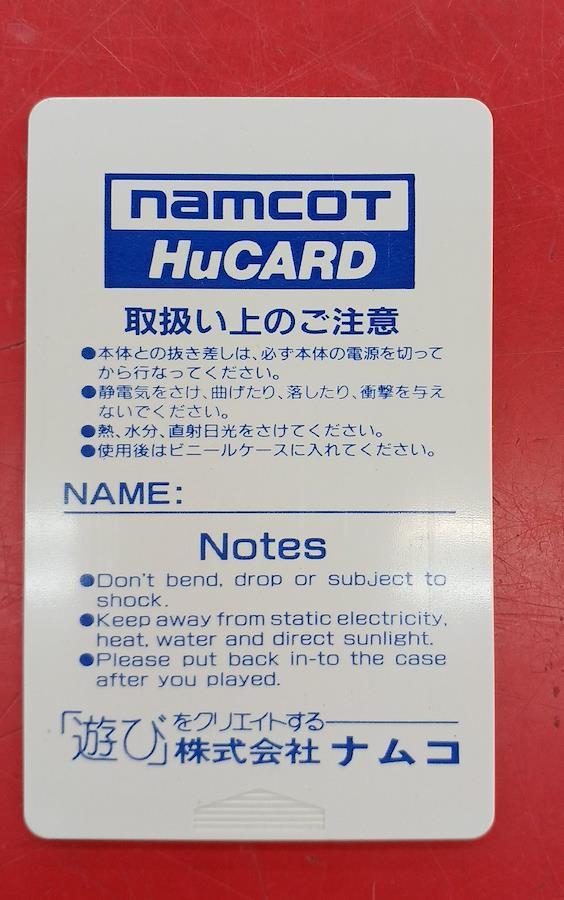 namcot
HuCARD
取扱い上のご注意
●本体との抜き差しは、必ず本体の電源を切って
から行なってください。
●静電気をさけ、曲げたり、落したり、衝撃を与え
ないでください。
●熱、水分、直射日光をさけてください。
●使用後はビニールケースに入れてください。
NAME:
Notes
●Don't bend, drop or subject to
shock.
●Keep away from static electricity,
heat, water and direct sunlight.
●Please put back in-to the case
after you played.
「遊び」をクリエイトする
株式会社 ナムコ